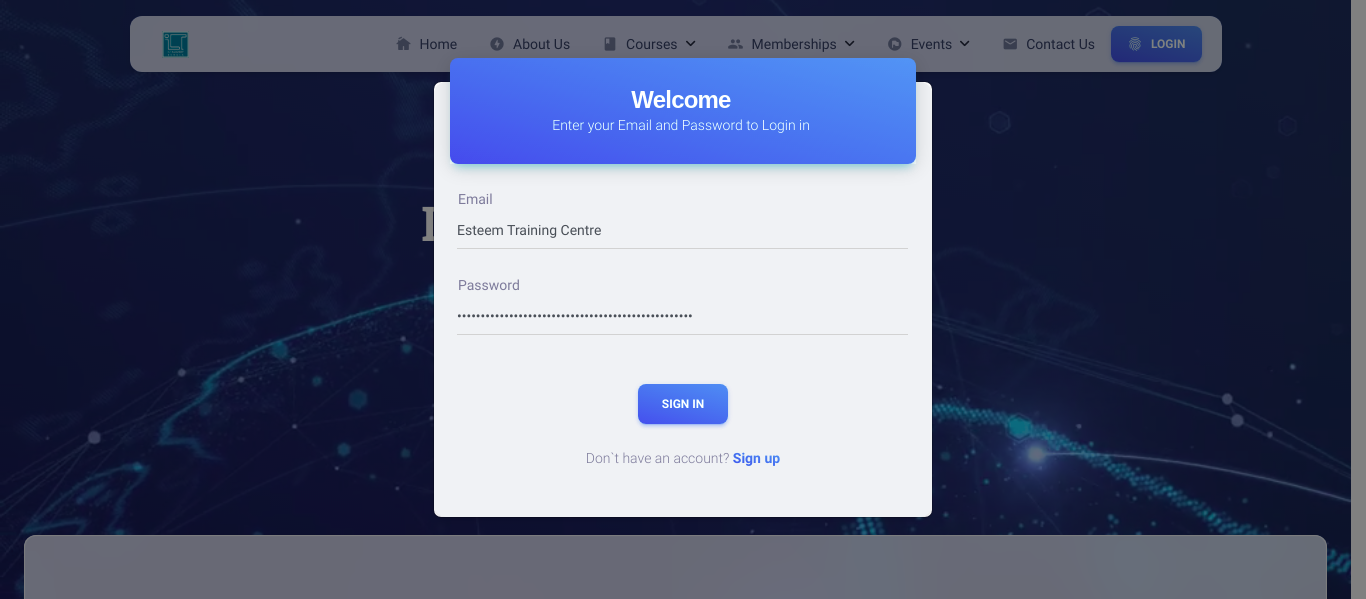 Home
About Us
Courses
Memberships
Events
Contact Us
LOGIN
Welcome
Enter your Email and Password to Login in
Email
Esteem Training Centre
Password
SIGN IN
Don`t have an account? Sign up